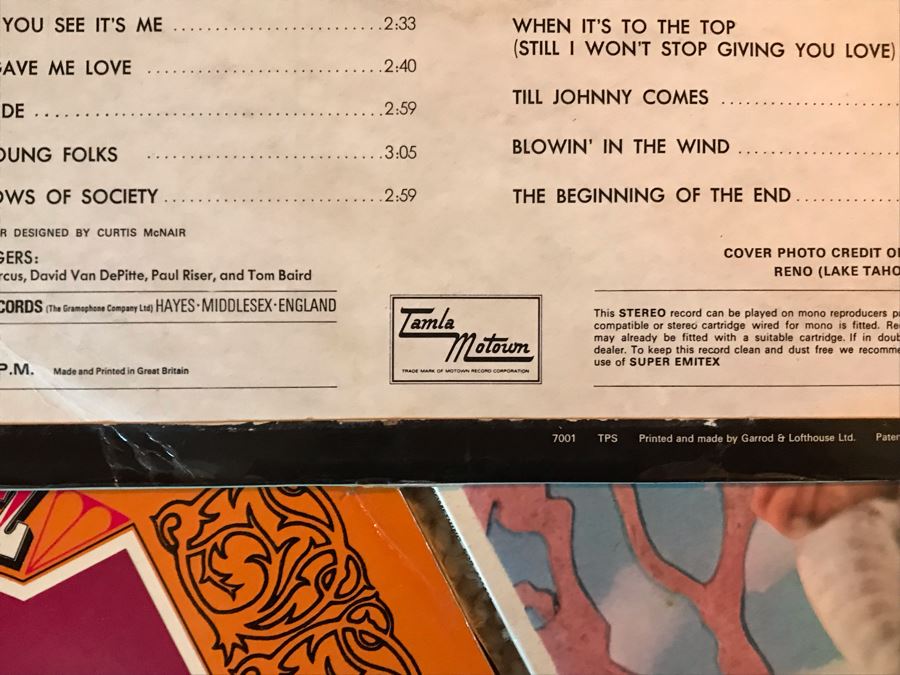 YOU SEE IT'S ME ........................... 2:33
GAVE ME LOVE ........................... 2:40
DE ........................... 2:59
OUNG FOLKS ........................... 3:05
OWS OF SOCIETY ........................... 2:59
R DESIGNED BY CURTIS McNAIR
GERS:
rcus, David Van DePitte, Paul Riser, and Tom Baird
CORDS (The Gramophone Company Ltd) HAYES·MIDDLESEX·ENGLAND
P.M. Made and Printed in Great Britain
WHEN IT'S TO THE TOP
(STILL I WON'T STOP GIVING YOU LOVE)
TILL JOHNNY COMES ...........................
BLOWIN' IN THE WIND ...........................
THE BEGINNING OF THE END ...........................
COVER PHOTO CREDIT
RENO (LAKE TAHO
Tamla
Motown
TRADE MARK OF MOTOWN RECORD CORPORATION
This STEREO record can be played on mono reproducers
compatible or stereo cartridge wired for mono is fitted. Re
may already be fitted with a suitable cartridge. If in doub
dealer. To keep this record clean and dust free we recomme
use of SUPER EMITEX
7001 TPS Printed and made by Garrod & Lofthouse Ltd. Paten